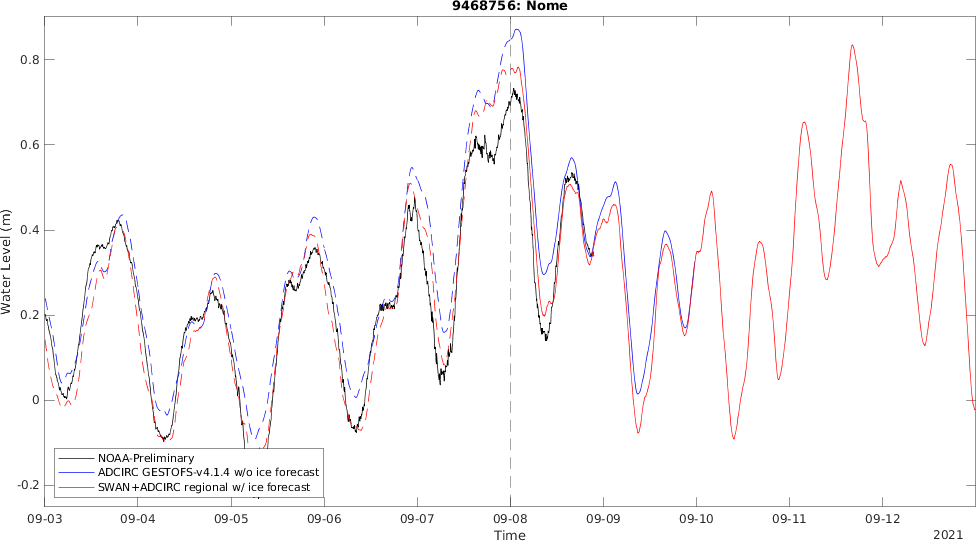 9468756: Nome
Water Level (m)
0.8
0.6
0.4
0.2
0
-0.2
NOAA-Preliminary
ADCIRC GESTOFS-v4.1.4 w/o ice forecast
SWAN+ADCIRC regional w/ ice forecast
09-03 09-04 09-05 09-06 09-07 09-08 09-09 09-10 09-11 09-12
Time
2021